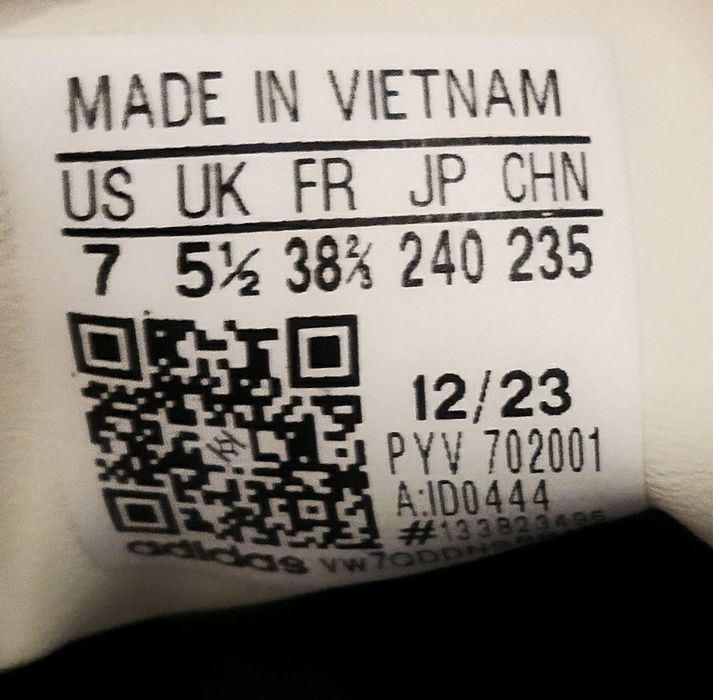 MADE IN VIETNAM
US UK FR JP CHN
7 5½ 38⅔ 240 235
12/23
PYV 702001
A:ID0444
#133823495
adidas